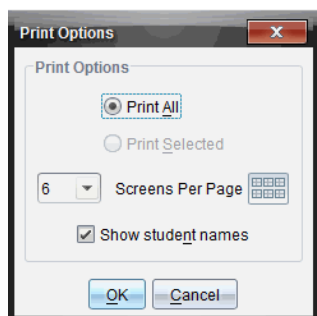 Print Options
Print Options
Print All
Print Selected
6 Screens Per Page
Show student names
OK Cancel